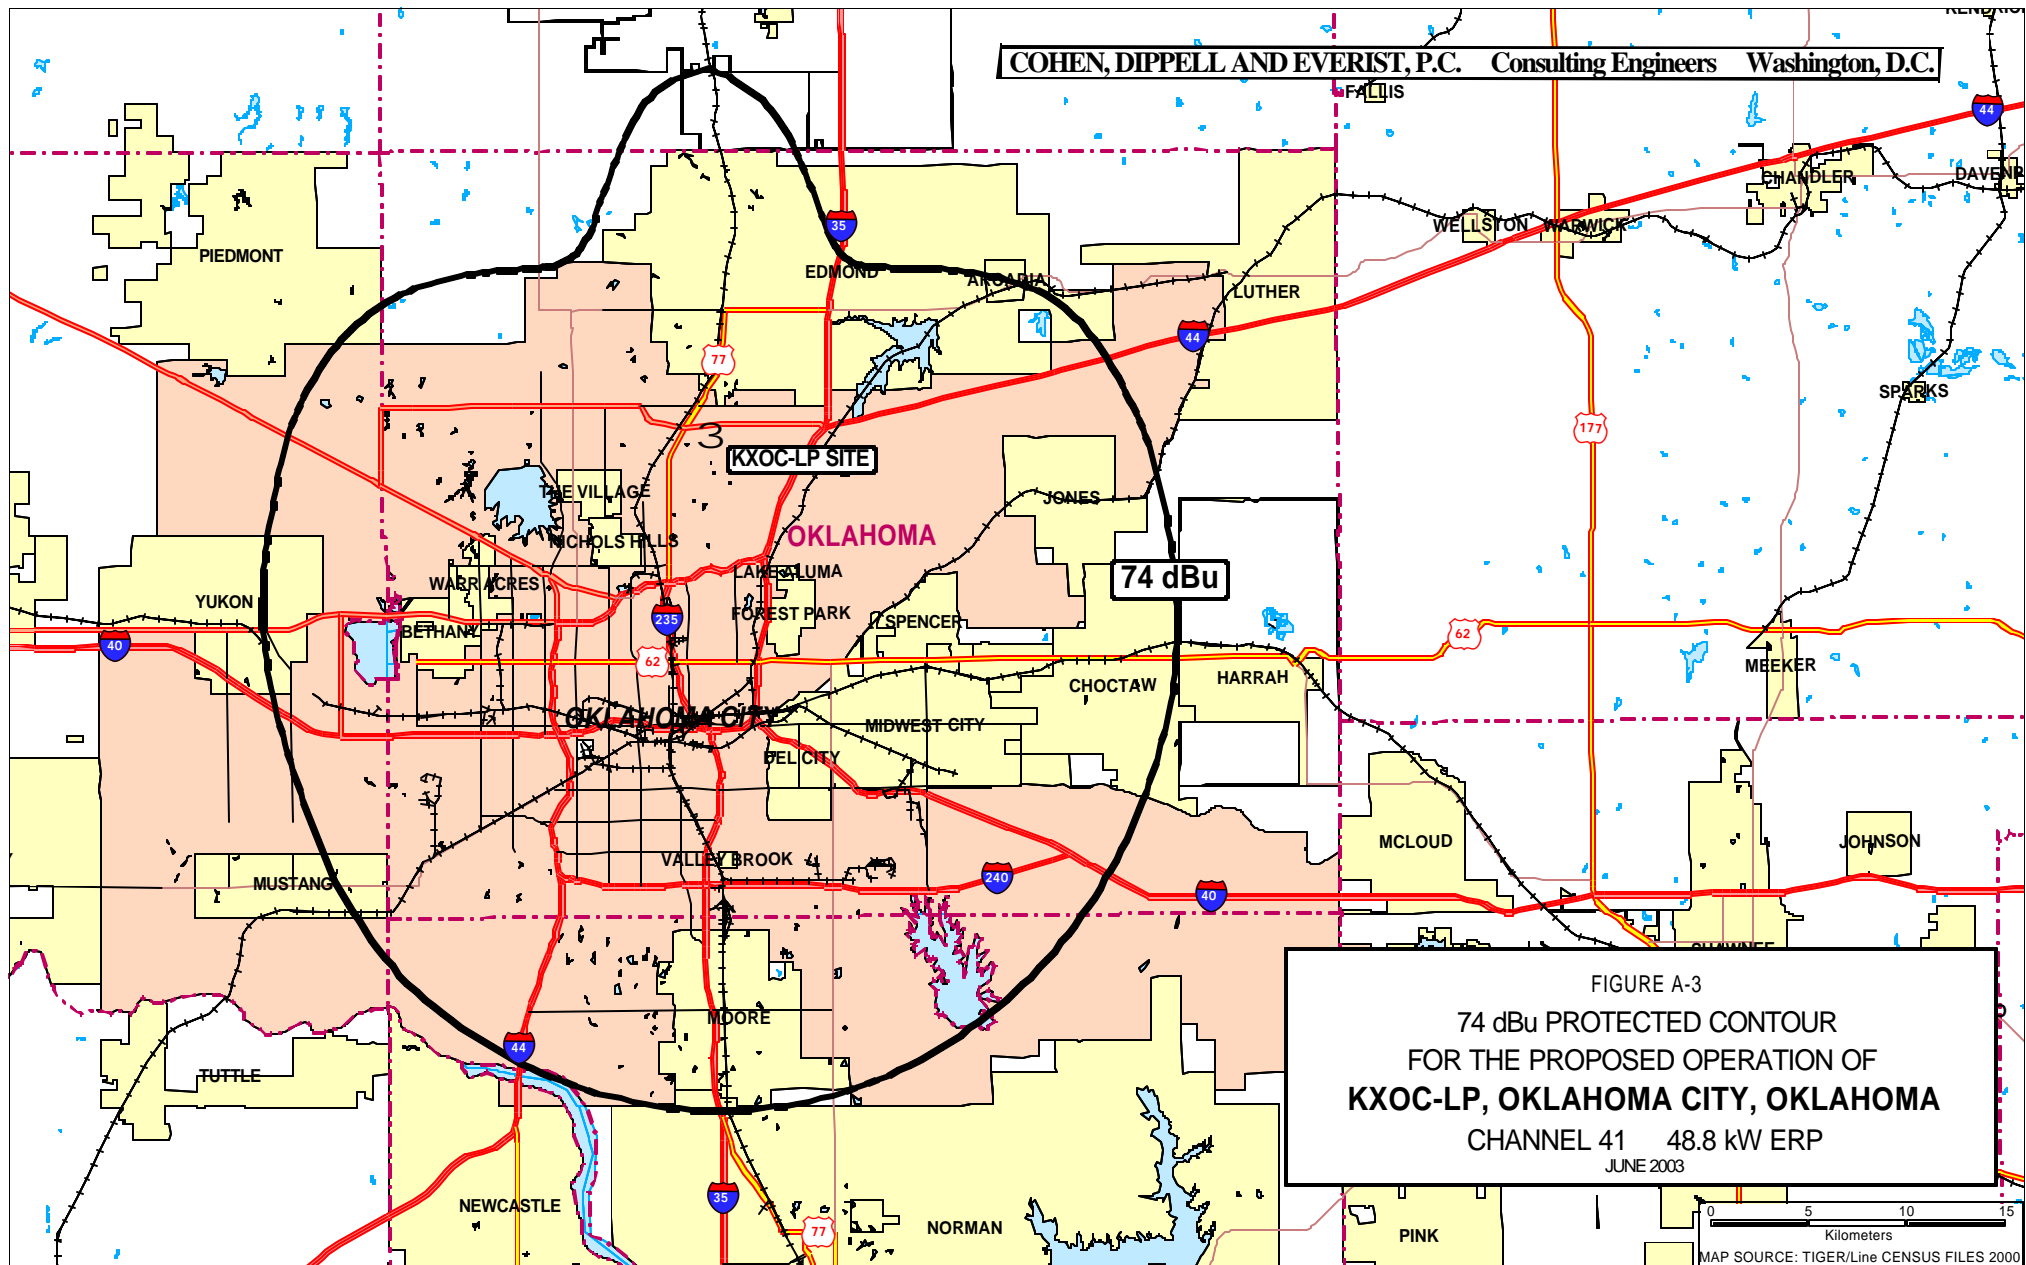 COHEN, DIPPELL AND EVERIST, P.C. Consulting Engineers Washington, D.C.
FALLIS
44
CHANDLER
PIEDMONT
35
WELLSTON
WARWICK
EDMOND
ARCADIA
LUTHER
44
77
SPARKS
177
3
KXOC-LP SITE
THE VILLAGE
JONES
OKLAHOMA
NICHOLS HILLS
LAKE ALUMA
74 dBu
WARR ACRES
YUKON
FOREST PARK
SPENCER
235
BETHANY
40
62
62
MEEKER
CHOCTAW
HARRAH
OKLAHOMA CITY
MIDWEST CITY
DEL CITY
MCLOUD
JOHNSON
VALLEY BROOK
MUSTANG
240
40
SHAWNEE
MOORE
44
TUTTLE
FIGURE A-3
74 dBu PROTECTED CONTOUR
FOR THE PROPOSED OPERATION OF
KXOC-LP, OKLAHOMA CITY, OKLAHOMA
CHANNEL 41 48.8 kW ERP
JUNE 2003
NEWCASTLE
35
77
NORMAN
PINK
0 5 10 15
Kilometers
MAP SOURCE: TIGER/Line CENSUS FILES 2000